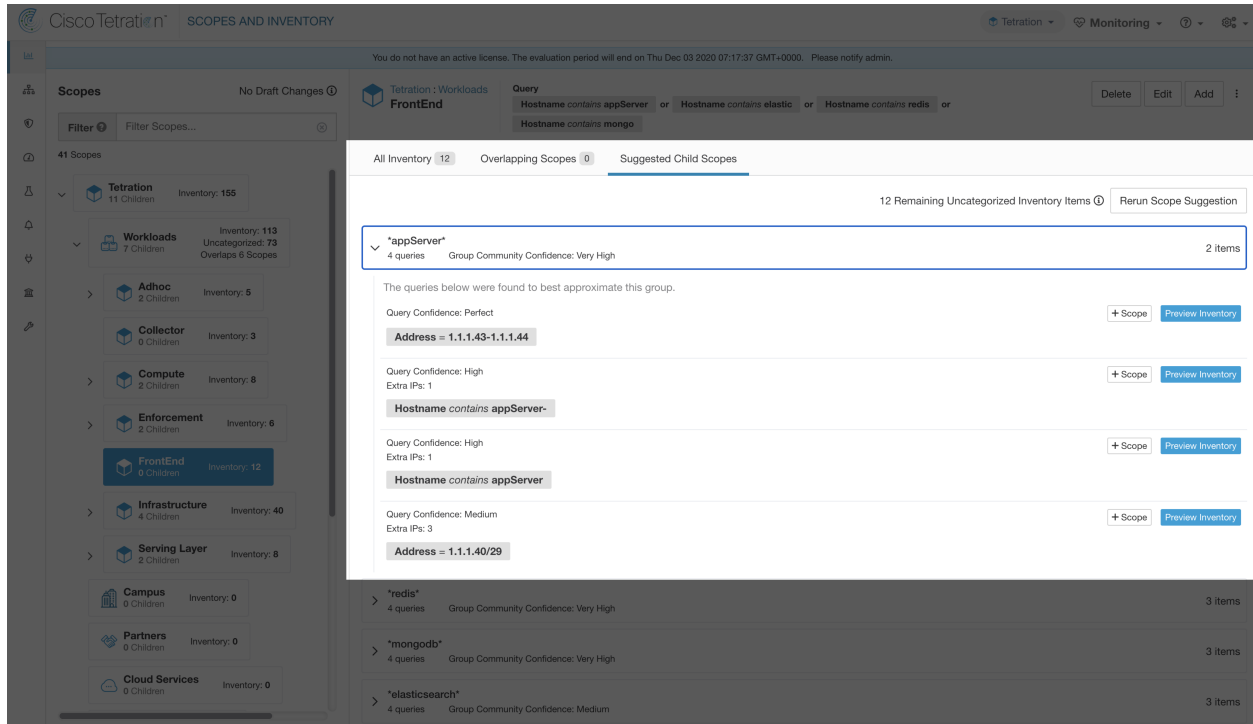 Cisco Tetration™ SCOPES AND INVENTORY
Tetration
Monitoring
You do not have an active license. The evaluation period will end on Thu Dec 03 2020 07:17:37 GMT+0000. Please notify admin.
Scopes
No Draft Changes
Filter
Filter Scopes...
41 Scopes
Tetration
11 Children
Inventory: 155
Workloads
7 Children
Inventory: 113
Uncategorized: 73
Overlaps 6 Scopes
Adhoc
2 Children
Inventory: 5
Collector
0 Children
Inventory: 3
Compute
2 Children
Inventory: 8
Enforcement
2 Children
Inventory: 6
FrontEnd
0 Children
Inventory: 12
Infrastructure
4 Children
Inventory: 40
Serving Layer
2 Children
Inventory: 8
Campus
0 Children
Inventory: 0
Partners
0 Children
Inventory: 0
Cloud Services
0 Children
Inventory: 0
Tetration : Workloads
FrontEnd
Query
Hostname contains appServer or Hostname contains elastic or Hostname contains redis or
Hostname contains mongo
Delete
Edit
Add
All Inventory 12
Overlapping Scopes 0
Suggested Child Scopes
12 Remaining Uncategorized Inventory Items
Rerun Scope Suggestion
*appServer*
4 queries Group Community Confidence: Very High
2 items
The queries below were found to best approximate this group.
Query Confidence: Perfect
Address = 1.1.1.43-1.1.1.44
+ Scope
Preview Inventory
Query Confidence: High
Extra IPs: 1
Hostname contains appServer-
+ Scope
Preview Inventory
Query Confidence: High
Extra IPs: 1
Hostname contains appServer
+ Scope
Preview Inventory
Query Confidence: Medium
Extra IPs: 3
Address = 1.1.1.40/29
+ Scope
Preview Inventory
*redis*
4 queries Group Community Confidence: Very High
3 items
*mongodb*
4 queries Group Community Confidence: Very High
3 items
*elasticsearch*
4 queries Group Community Confidence: Medium
3 items